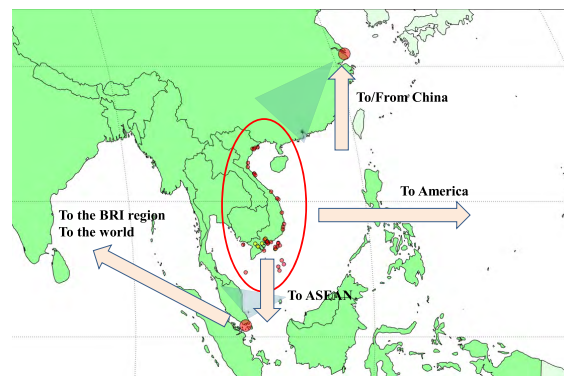 To/From China
To America
To the BRI region
To the world
To ASEAN